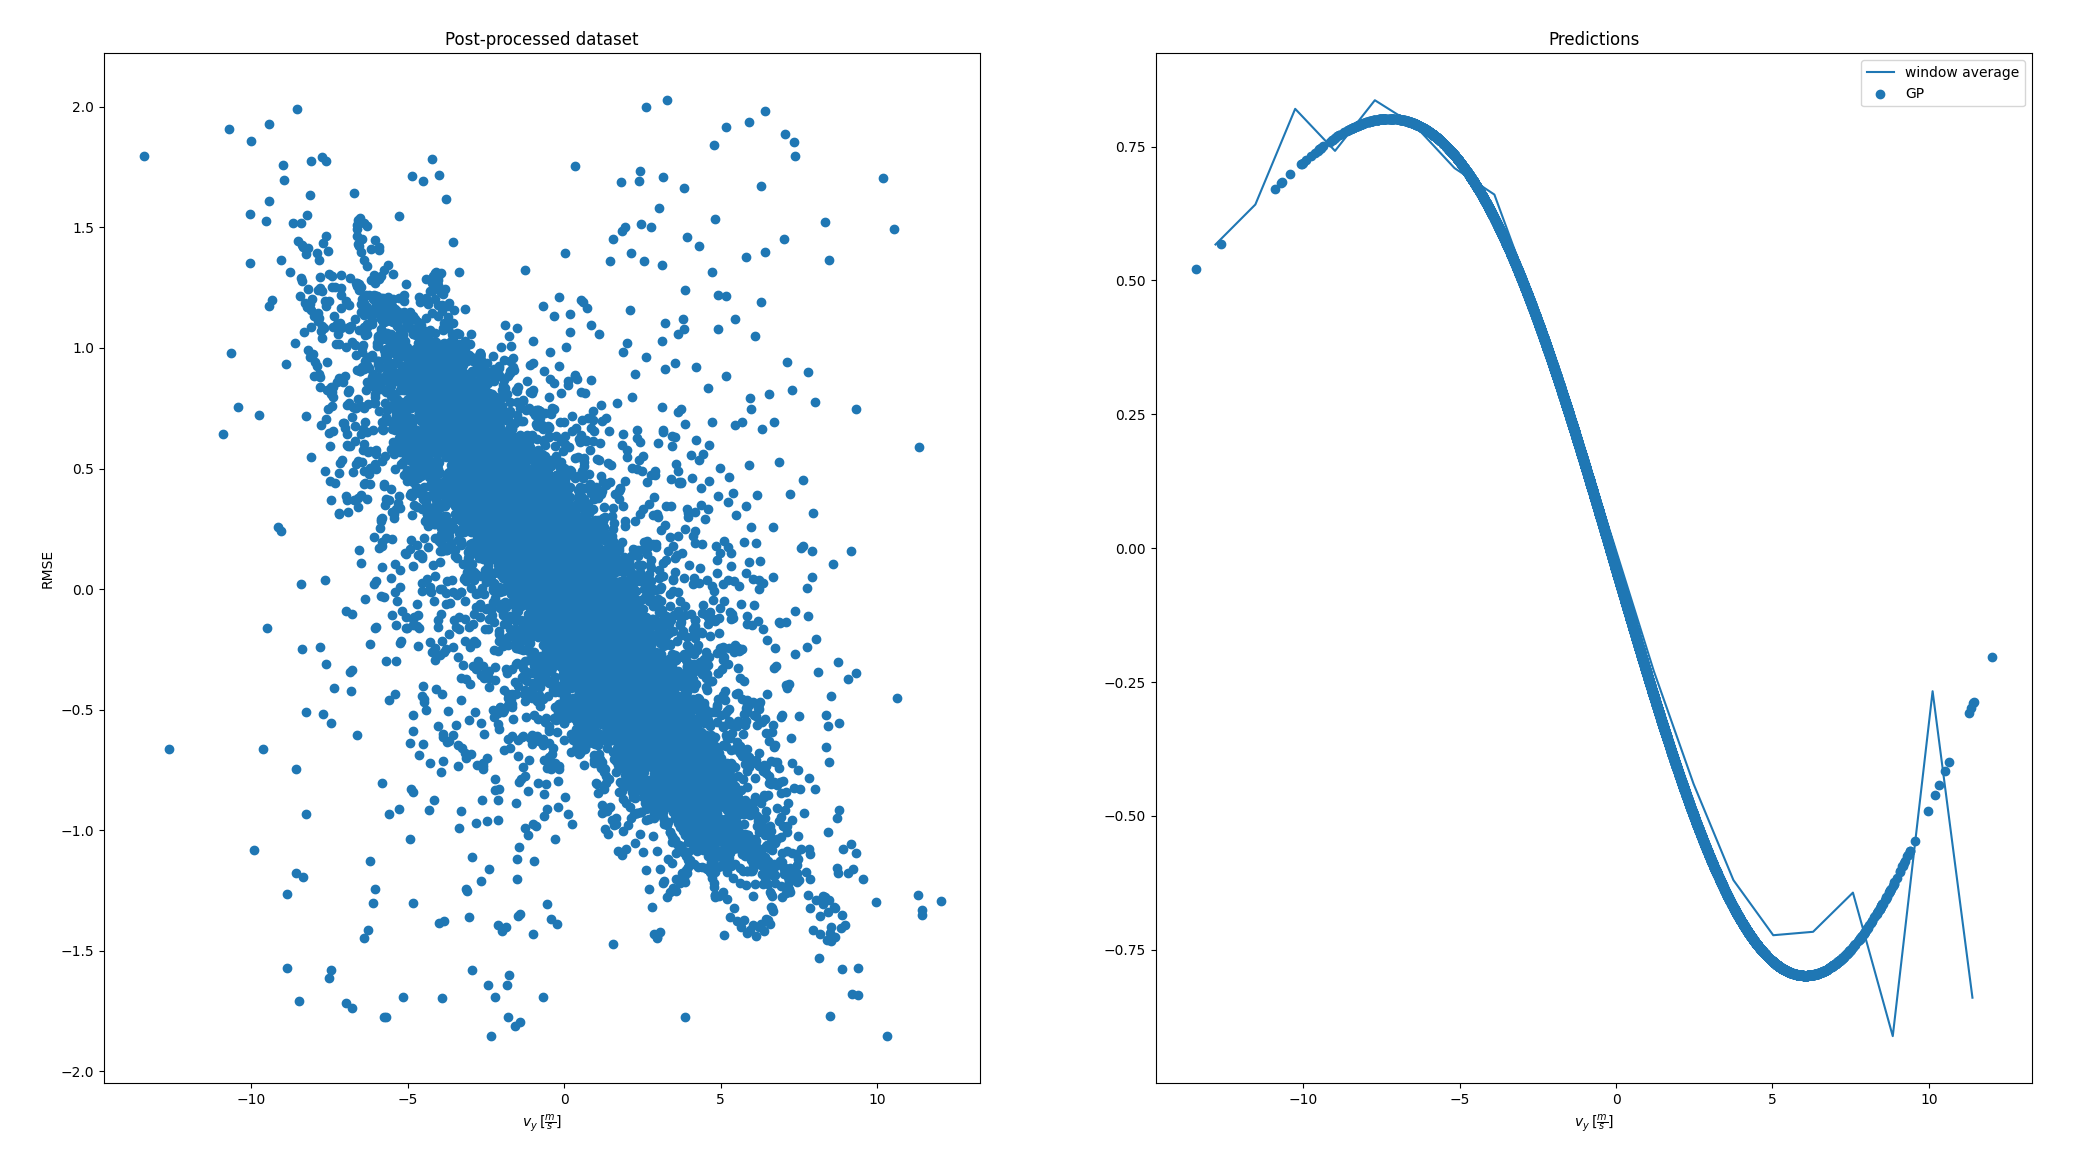 Post-processed dataset
RMSE
2.0
1.5
1.0
0.5
0.0
−0.5
−1.0
−1.5
−2.0
−10 −5 0 5 10
v_y [m/s]
Predictions
window average
GP
0.75
0.50
0.25
0.00
−0.25
−0.50
−0.75
−10 −5 0 5 10
v_y [m/s]